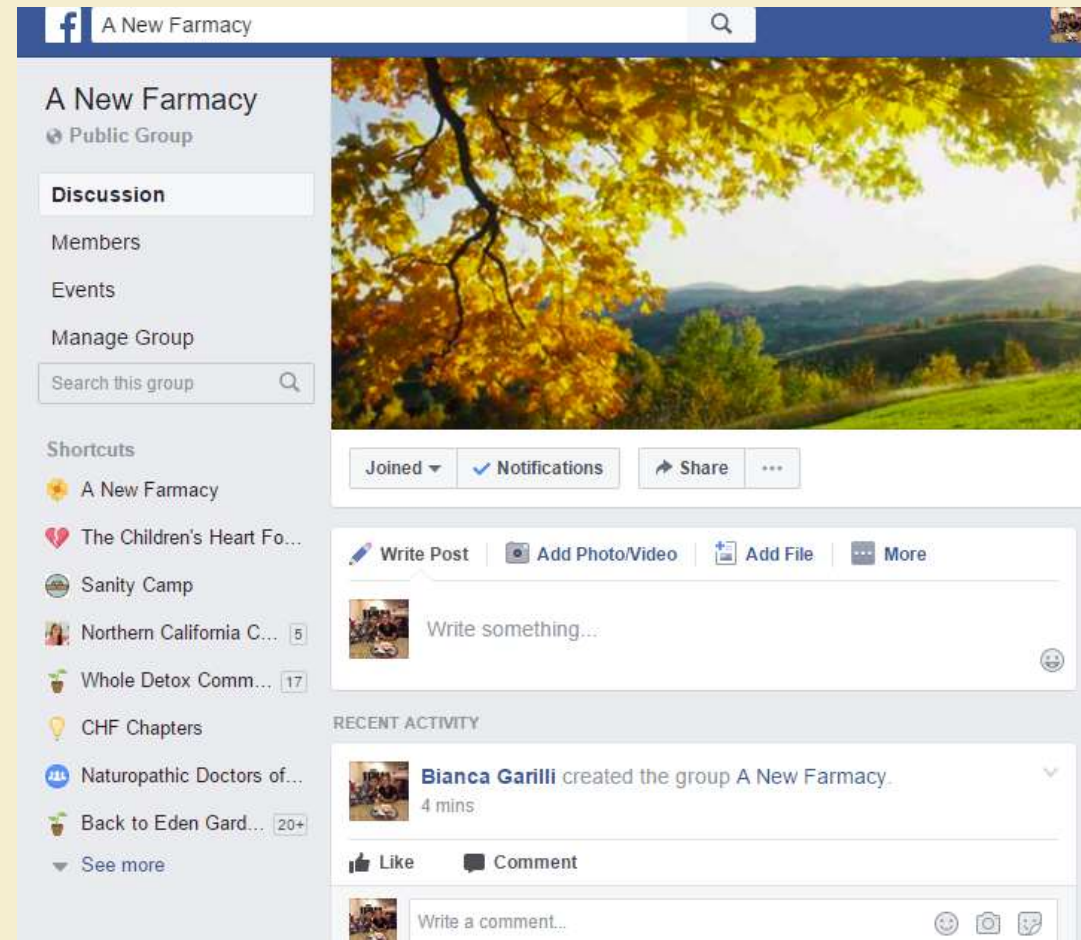 A New Farmacy
A New Farmacy
Public Group
Discussion
Members
Events
Manage Group
Search this group
Shortcuts
A New Farmacy
The Children's Heart Fo...
Sanity Camp
Northern California C... 5
Whole Detox Comm... 17
CHF Chapters
Naturopathic Doctors of...
Back to Eden Gard... 20+
See more
Joined Notifications Share ...
Write Post Add Photo/Video Add File More
Write something...
RECENT ACTIVITY
Bianca Garilli created the group A New Farmacy.
4 mins
Like Comment
Write a comment...